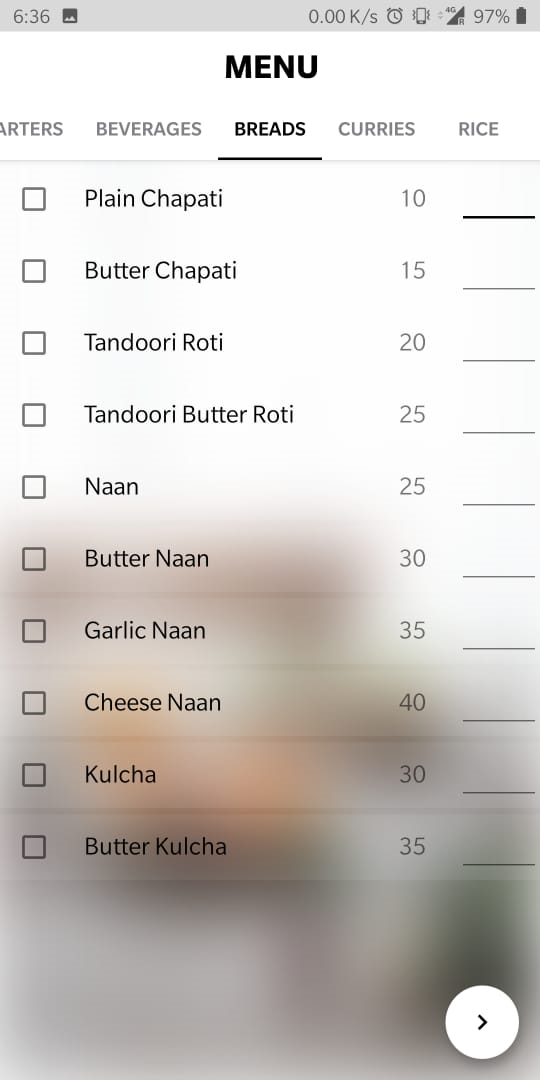 6:36 0.00 K/s 4G R 97%
MENU
ARTERS BEVERAGES BREADS CURRIES RICE
Plain Chapati 10
Butter Chapati 15
Tandoori Roti 20
Tandoori Butter Roti 25
Naan 25
Butter Naan 30
Garlic Naan 35
Cheese Naan 40
Kulcha 30
Butter Kulcha 35